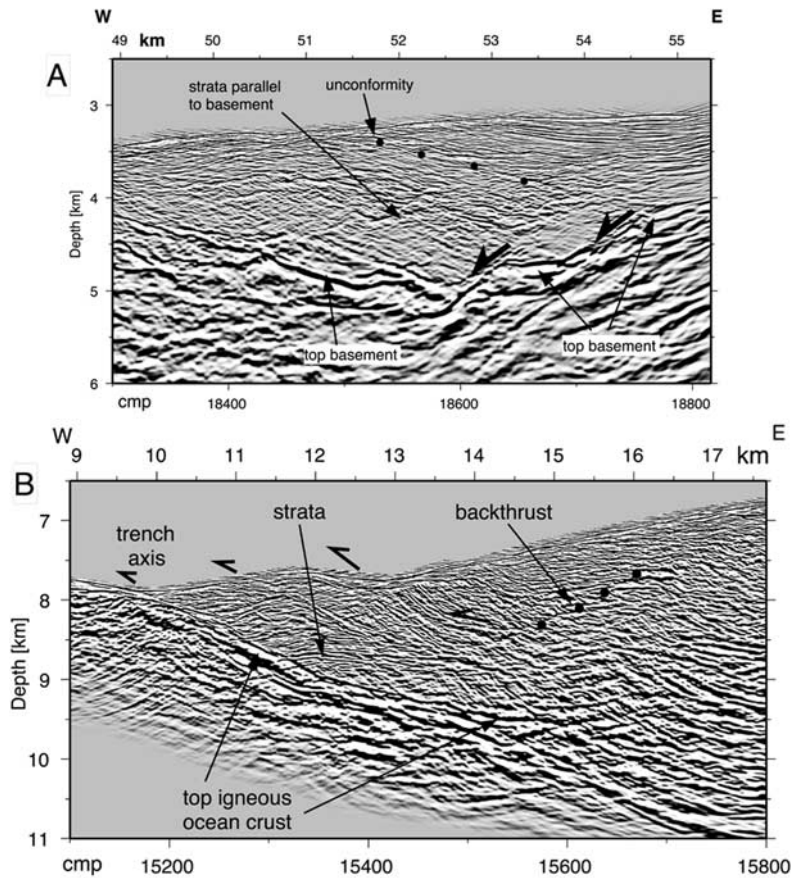 W E
49 km 50 51 52 53 54 55
A
strata parallel
to basement
unconformity
3
4
5
6
Depth [km]
top basement
top basement
cmp 18400 18600 18800
W E
9 10 11 12 13 14 15 16 17 km
B
trench
axis
strata
backthrust
7
8
9
10
11
Depth [km]
top igneous
ocean crust
cmp 15200 15400 15600 15800